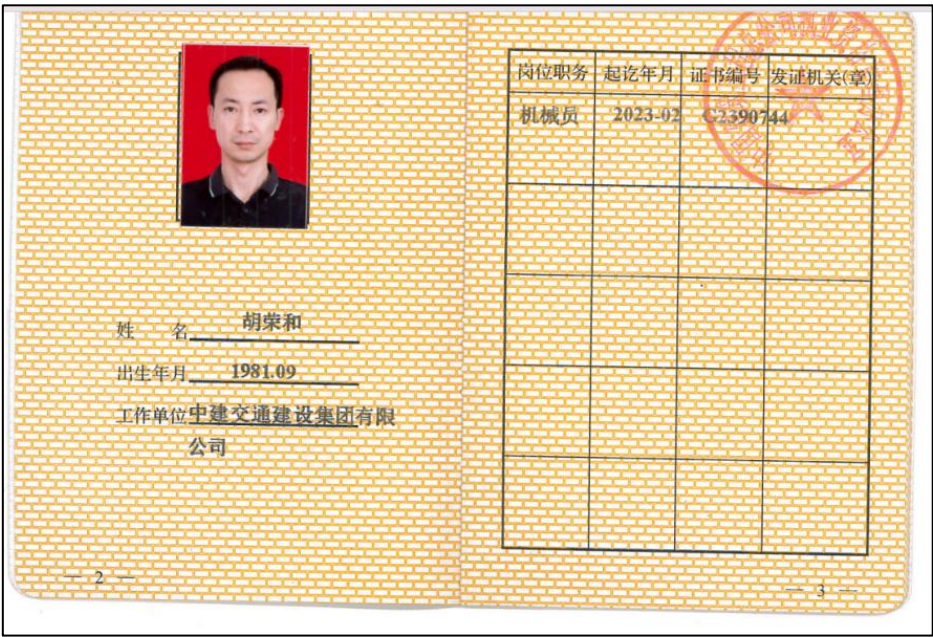 姓 名 胡荣和
出生年月 1981.09
工作单位 中建交通建设集团有限
公司
— 2 —
岗位职务 起讫年月 证书编号 发证机关(章)
机械员 2023-02 C2390744
— 3 —